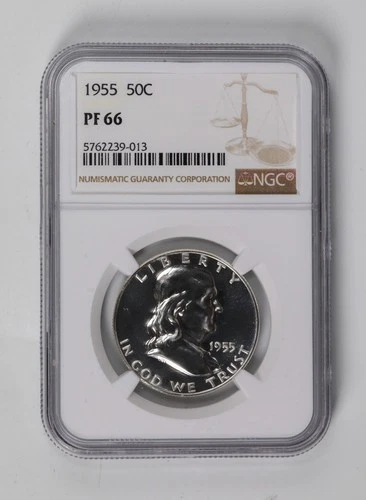 1955 50C
PF 66
5762239-013
NUMISMATIC GUARANTY CORPORATION
NGC®
LIBERTY
1955
IN GOD WE TRUST